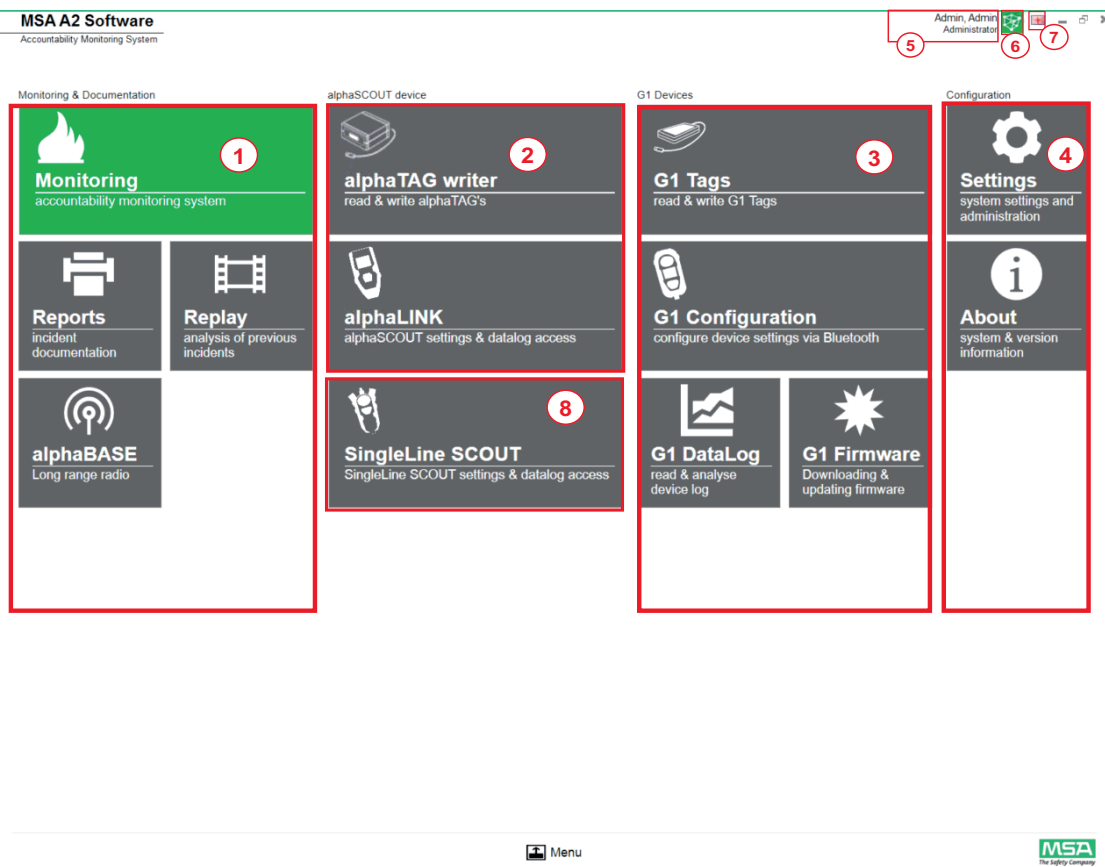 MSA A2 Software
Accountability Monitoring System
Admin, Admin
Administrator
5
6
7
Monitoring & Documentation
alphaSCOUT device
G1 Devices
Configuration
1
Monitoring
accountability monitoring system
2
alphaTAG writer
read & write alphaTAG's
3
G1 Tags
read & write G1 Tags
4
Settings
system settings and
administration
Reports
incident
documentation
Replay
analysis of previous
incidents
alphaLINK
alphaSCOUT settings & datalog access
G1 Configuration
configure device settings via Bluetooth
i
About
system & version
information
alphaBASE
Long range radio
8
SingleLine SCOUT
SingleLine SCOUT settings & datalog access
G1 DataLog
read & analyse
device log
G1 Firmware
Downloading &
updating firmware
Menu
MSA
The Safety Company